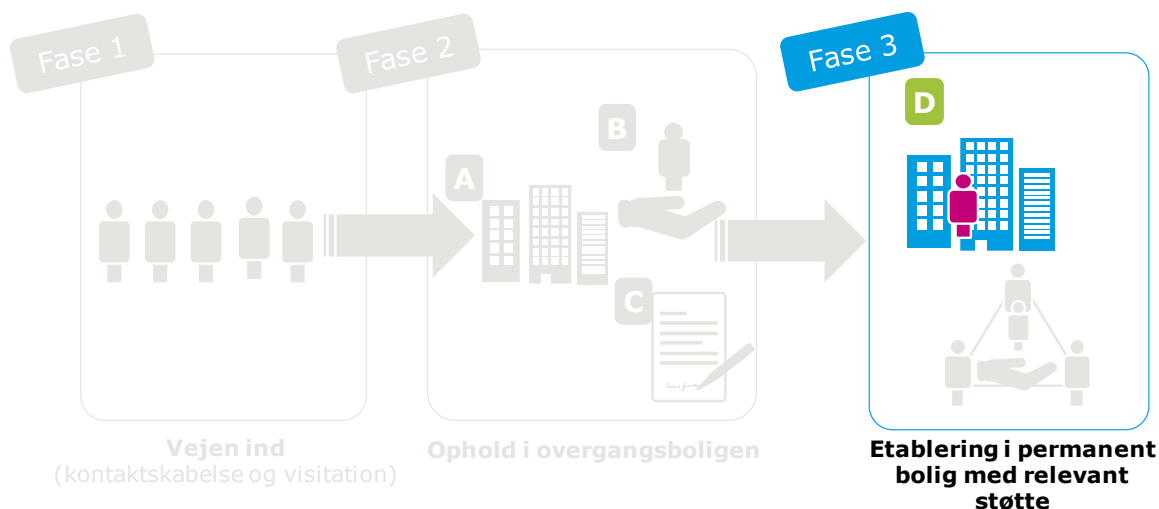 Fase 1
Fase 2
Fase 3
A
B
C
D
Vejen ind
(kontaktskabelse og visitation)
Ophold i overgangsboligen
Etablering i permanent
bolig med relevant
støtte